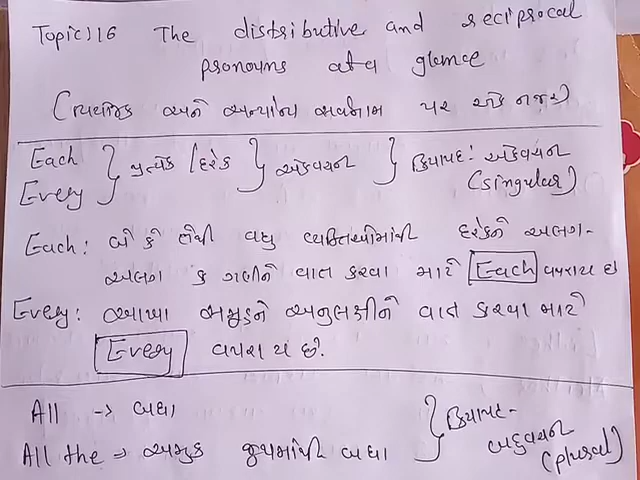 Topic:16 The distributive and reciprocal
pronouns at a glance
અને અન્યોન્ય સર્વનામ પર એક નજર)
Each
Every } પ્રત્યેક / દરેક } એકવચન } ક્રિયાપદ: એકવચન
(singular)
Each: બે કે તેથી વધુ વ્યક્તિઓમાંથી દરેકને અલગ-
અલગ ગણીને વાત કરવા માટે Each વપરાય છે
Every: આખા સમુહને અનુલક્ષીને વાત કરવા માટે
Every વપરાય છે.
All -> બધા
All the -> અમુક જૂથમાંથી બધા } ક્રિયાપદ-
બહુવચન
(plural)